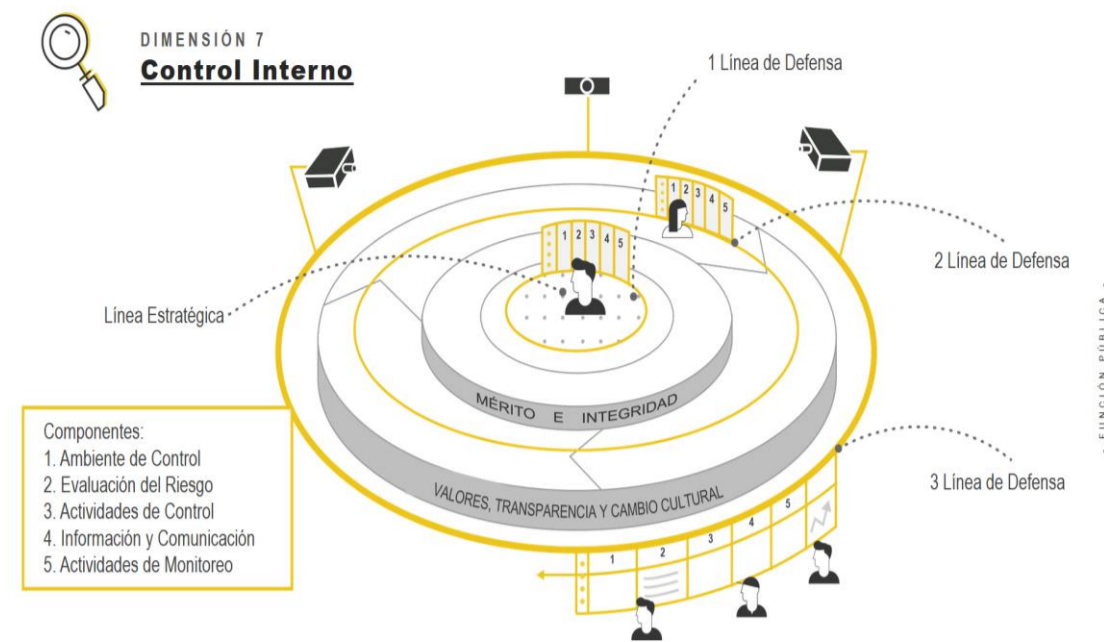 DIMENSIÓN 7
Control Interno
1 Línea de Defensa
1 2 3 4 5
2 Línea de Defensa
1 2 3 4 5
Línea Estratégica
MÉRITO E INTEGRIDAD
VALORES, TRANSPARENCIA Y CAMBIO CULTURAL
3 Línea de Defensa
1 2 3 4 5
Componentes:
1. Ambiente de Control
2. Evaluación del Riesgo
3. Actividades de Control
4. Información y Comunicación
5. Actividades de Monitoreo
- FUNCIÓN PÚBLICA -